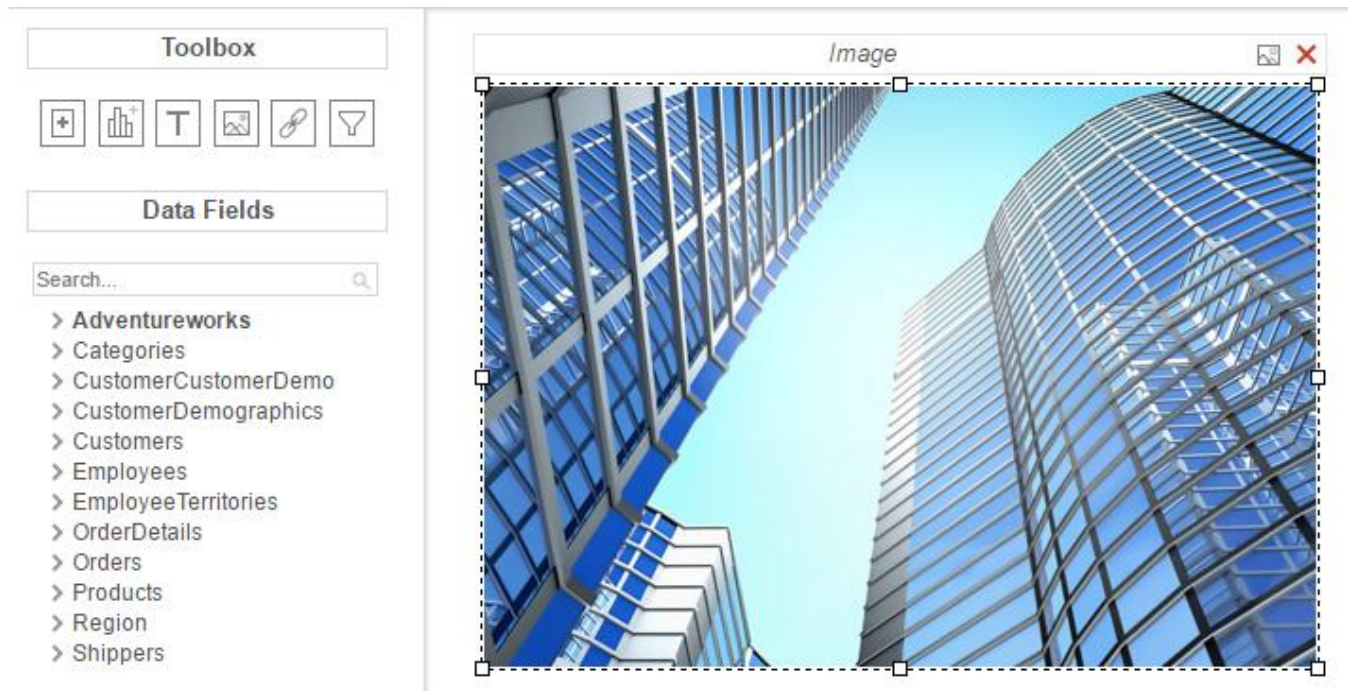 Toolbox
T
Data Fields
Search...
Adventureworks
Categories
CustomerCustomerDemo
CustomerDemographics
Customers
Employees
EmployeeTerritories
OrderDetails
Orders
Products
Region
Shippers
Image